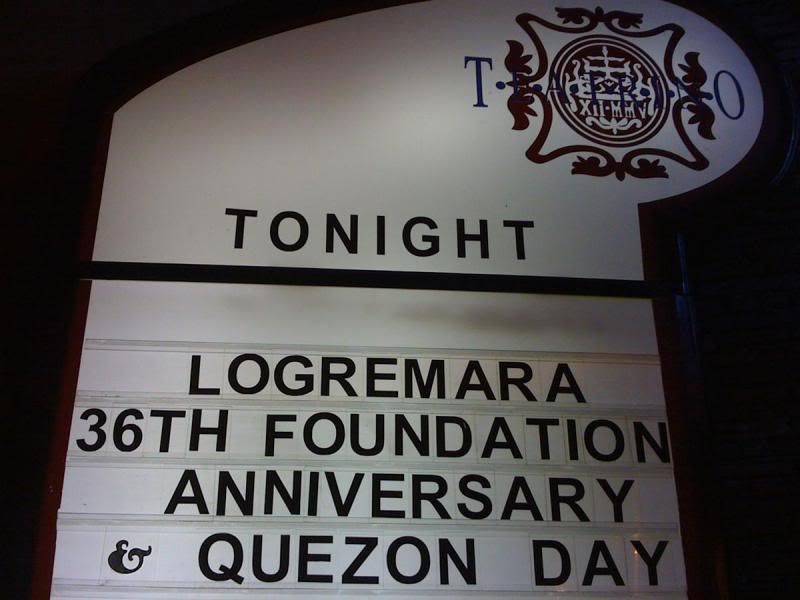 T·E·A·T·R·I·N·O
TONIGHT
LOGREMARA
36TH FOUNDATION
ANNIVERSARY
& QUEZON DAY